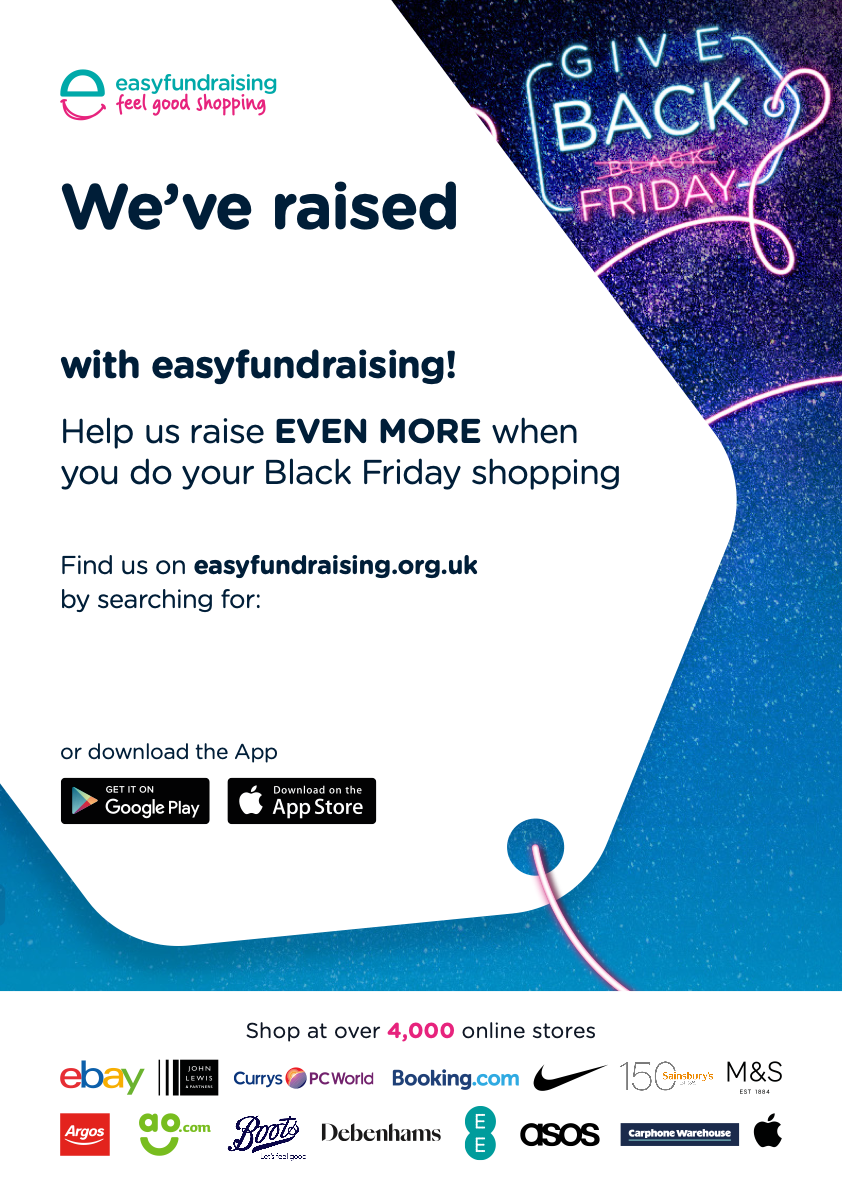 easyfundraising
feel good shopping
GIVE
BACK
BLACK
FRIDAY
We’ve raised
with easyfundraising!
Help us raise EVEN MORE when
you do your Black Friday shopping
Find us on easyfundraising.org.uk
by searching for:
or download the App
GET IT ON
Google Play
Download on the
App Store
Shop at over 4,000 online stores
ebay
JOHN
LEWIS
& PARTNERS
Currys PC World
Booking.com
150 Sainsbury's
M&S
EST 1884
Argos
ao.com
Boots
Let's feel good
Debenhams
EE
asos
Carphone Warehouse